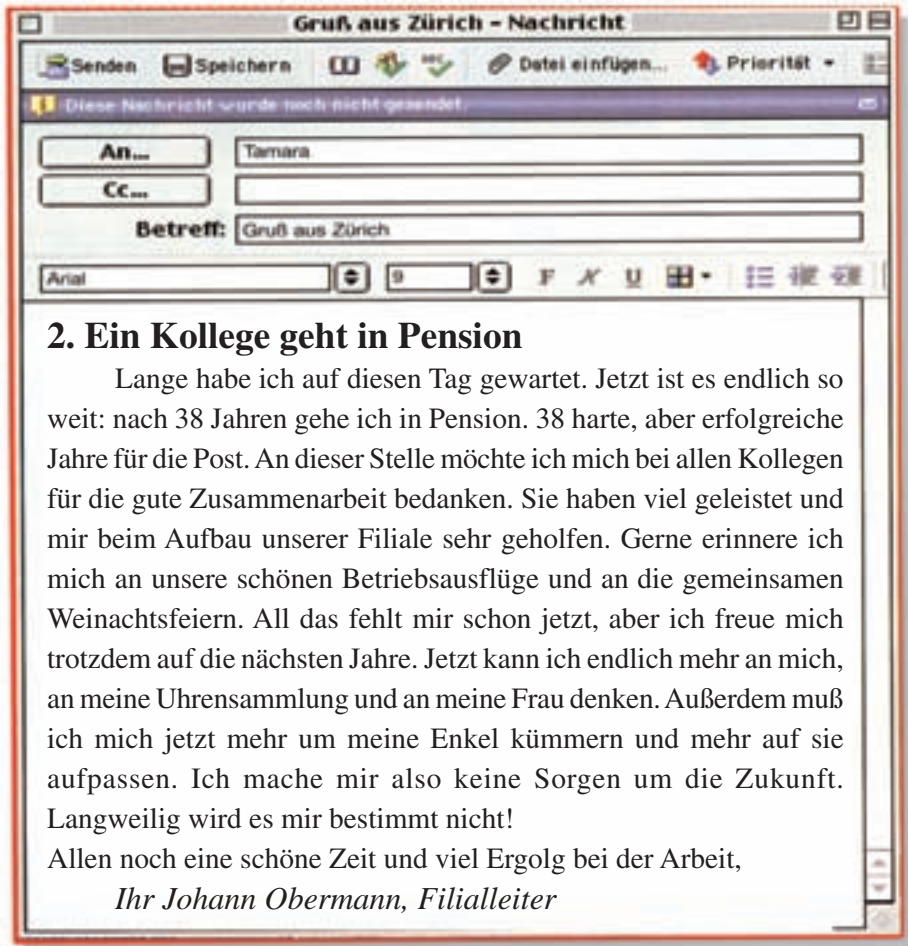 Gruß aus Zürich – Nachricht
Senden Speichern ABC Datei einfügen... Priorität
Diese Nachricht wurde noch nicht gesendet.
An...
Tamara
Cc...
Betreff: Gruß aus Zürich
Arial 9 F K U
2. Ein Kollege geht in Pension
Lange habe ich auf diesen Tag gewartet. Jetzt ist es endlich so
weit: nach 38 Jahren gehe ich in Pension. 38 harte, aber erfolgreiche
Jahre für die Post. An dieser Stelle möchte ich mich bei allen Kollegen
für die gute Zusammenarbeit bedanken. Sie haben viel geleistet und
mir beim Aufbau unserer Filiale sehr geholfen. Gerne erinnere ich
mich an unsere schönen Betriebsausflüge und an die gemeinsamen
Weinachtsfeiern. All das fehlt mir schon jetzt, aber ich freue mich
trotzdem auf die nächsten Jahre. Jetzt kann ich endlich mehr an mich,
an meine Uhrensammlung und an meine Frau denken. Außerdem muß
ich mich jetzt mehr um meine Enkel kümmern und mehr auf sie
aufpassen. Ich mache mir also keine Sorgen um die Zukunft.
Langweilig wird es mir bestimmt nicht!
Allen noch eine schöne Zeit und viel Ergolg bei der Arbeit,
Ihr Johann Obermann, Filialleiter